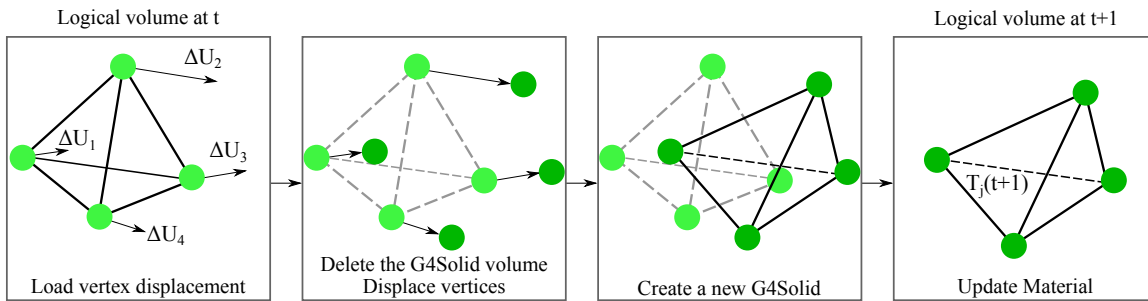 Logical volume at t
Logical volume at t+1
ΔU₂
ΔU₁
ΔU₃
ΔU₄
Load vertex displacement
Delete the G4Solid volume
Displace vertices
Create a new G4Solid
Tⱼ(t+1)
Update Material